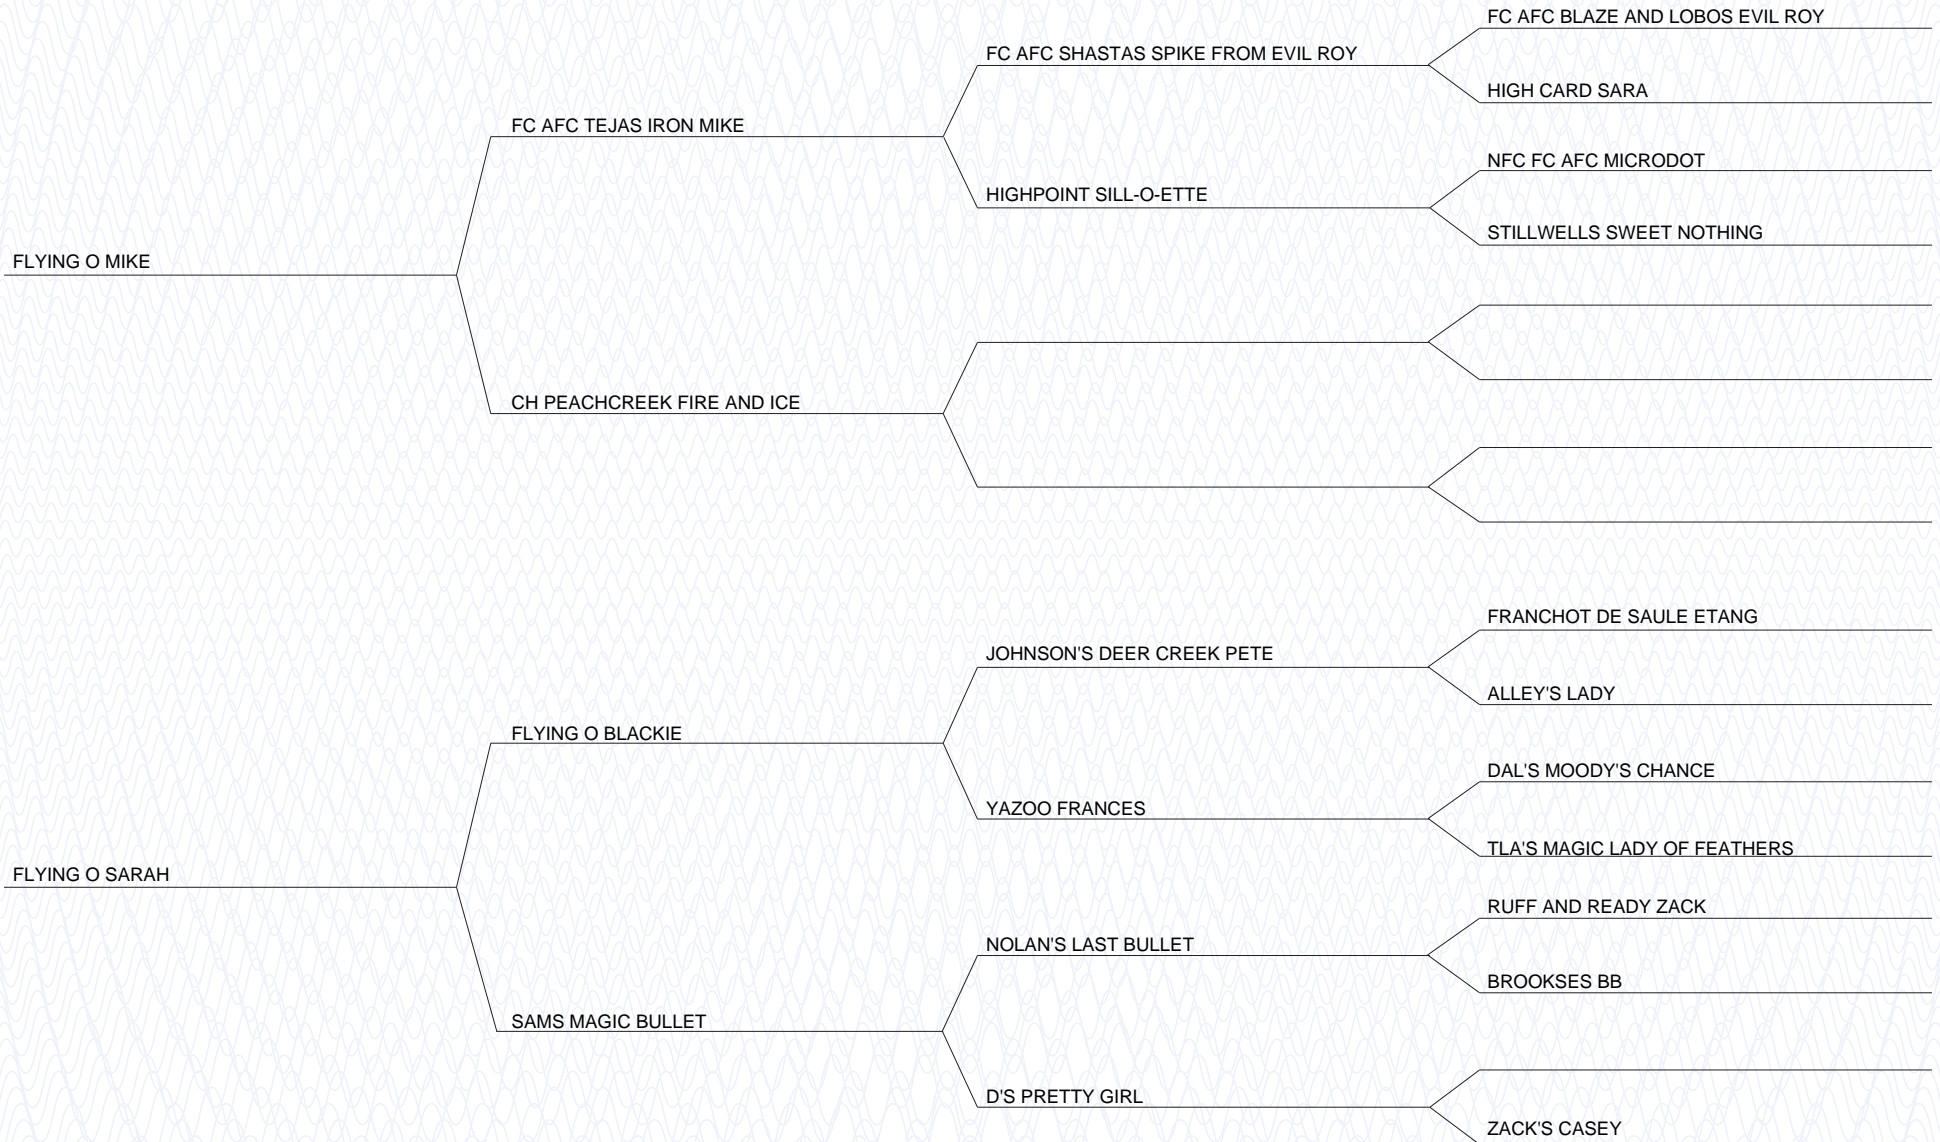 FC AFC BLAZE AND LOBOS EVIL ROY
FC AFC SHASTAS SPIKE FROM EVIL ROY
HIGH CARD SARA
FC AFC TEJAS IRON MIKE
NFC FC AFC MICRODOT
HIGHPOINT SILL-O-ETTE
STILLWELLS SWEET NOTHING
FLYING O MIKE
CH PEACHCREEK FIRE AND ICE
FRANCHOT DE SAULE ETANG
JOHNSON'S DEER CREEK PETE
ALLEY'S LADY
FLYING O BLACKIE
DAL'S MOODY'S CHANCE
YAZOO FRANCES
TLA'S MAGIC LADY OF FEATHERS
FLYING O SARAH
RUFF AND READY ZACK
NOLAN'S LAST BULLET
BROOKSES BB
SAMS MAGIC BULLET
D'S PRETTY GIRL
ZACK'S CASEY